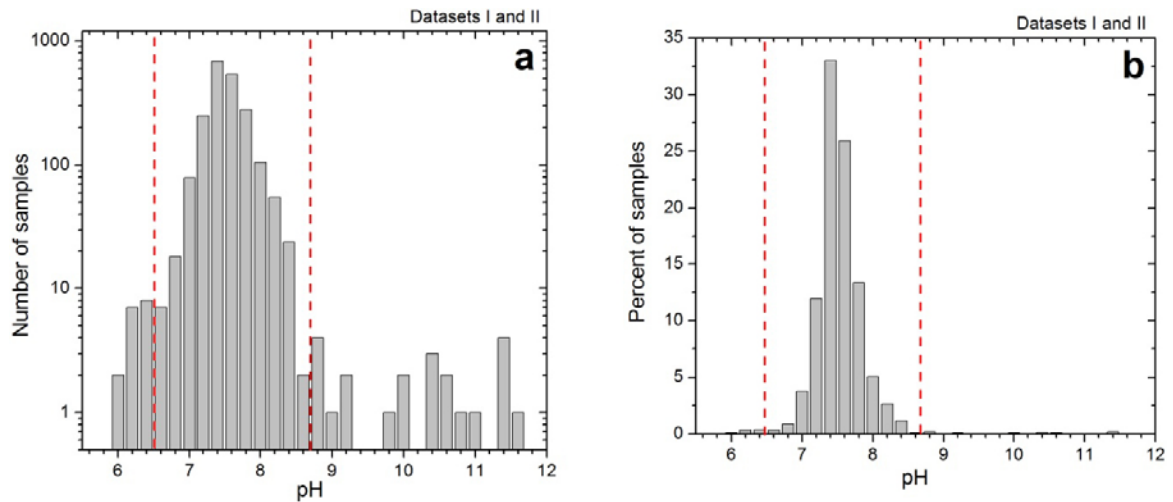 Datasets I and II
a
1000
100
10
1
Number of samples
6 7 8 9 10 11 12
pH
Datasets I and II
b
35
30
25
20
15
10
5
0
Percent of samples
6 7 8 9 10 11 12
pH